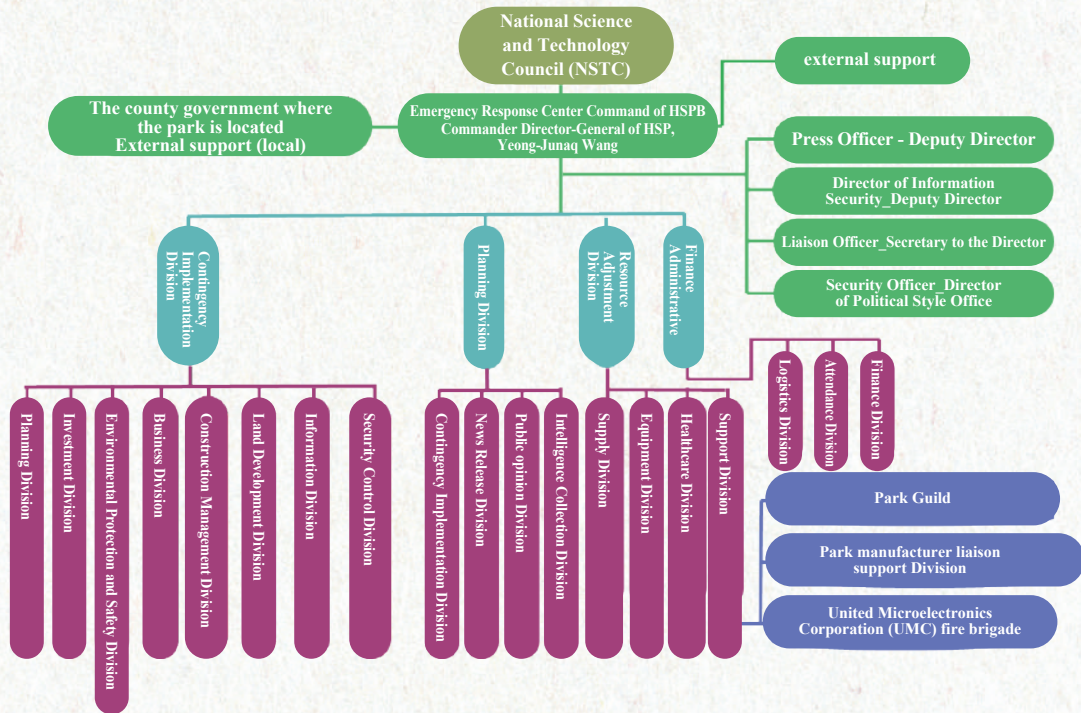 National Science
and Technology
Council (NSTC)
external support
The county government where
the park is located
External support (local)
Emergency Response Center Command of HSPB
Commander Director-General of HSP,
Yeong-Junaq Wang
Press Officer - Deputy Director
Director of Information
Security_Deputy Director
Liaison Officer_Secretary to the Director
Security Officer_Director
of Political Style Office
Contingency
Implementation
Division
Planning Division
Resource
Adjustment
Division
Finance
Administrative
Planning Division
Investment Division
Environmental Protection and Safety Division
Business Division
Construction Management Division
Land Development Division
Information Division
Security Control Division
Contingency Implementation Division
News Release Division
Public opinion Division
Intelligence Collection Division
Supply Division
Equipment Division
Healthcare Division
Support Division
Logistics Division
Attendance Division
Finance Division
Park Guild
Park manufacturer liaison
support Division
United Microelectronics
Corporation (UMC) fire brigade